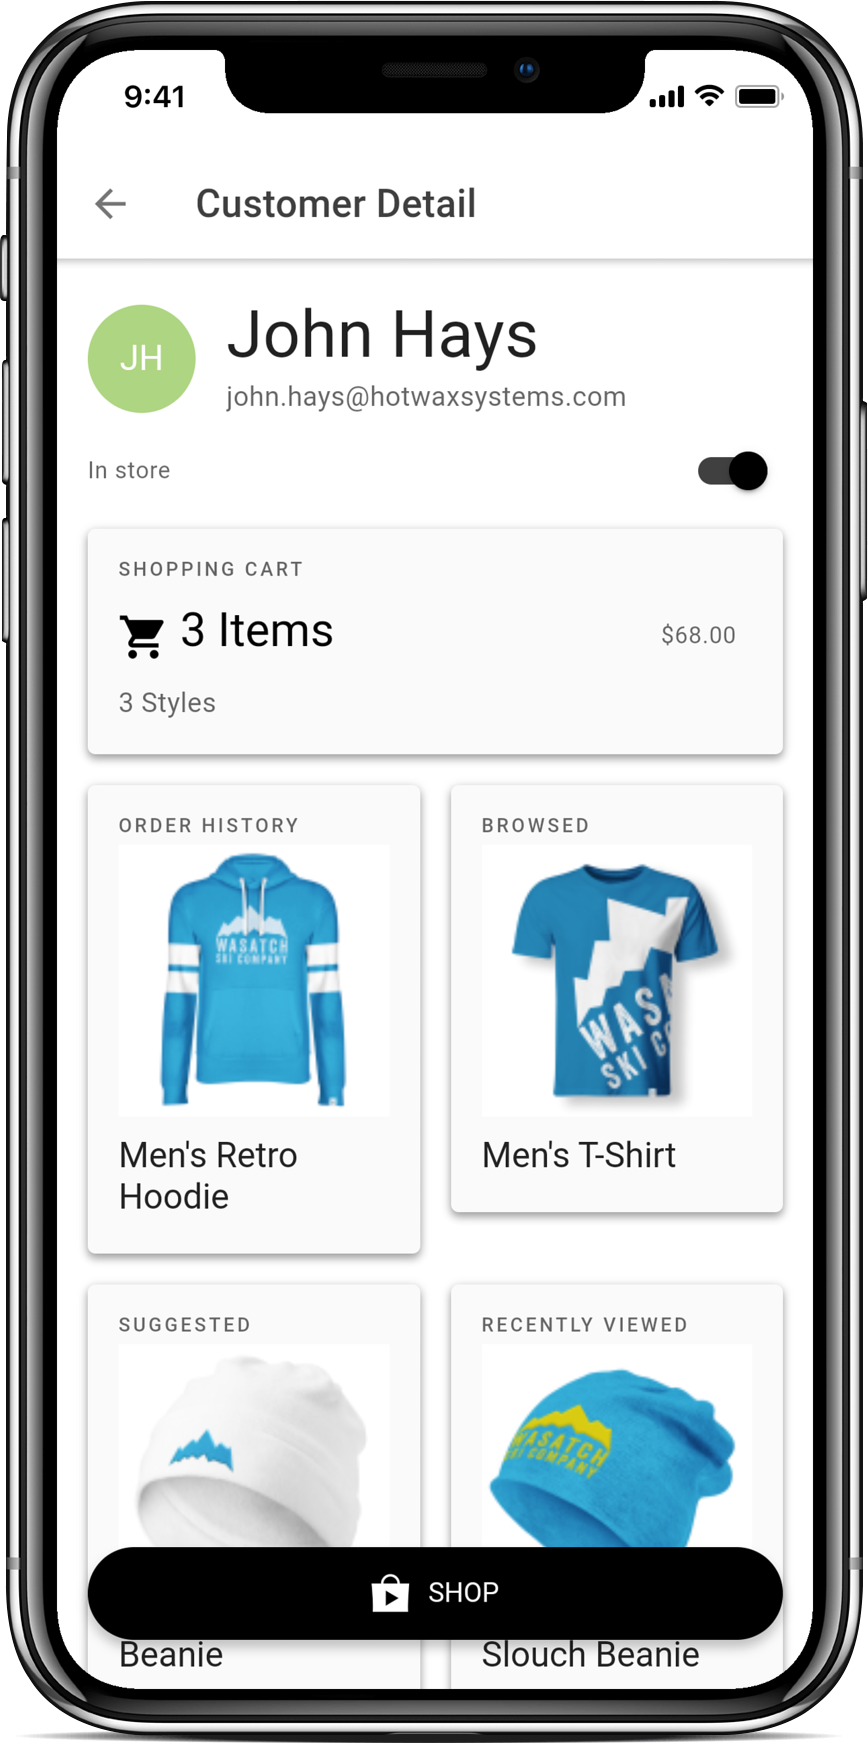 9:41
Customer Detail
JH
John Hays
john.hays@hotwaxsystems.com
In store
SHOPPING CART
3 Items
$68.00
3 Styles
ORDER HISTORY
WASATCH
SKI COMPANY
Men's Retro
Hoodie
BROWSED
WASA
SKI CO
Men's T-Shirt
SUGGESTED
RECENTLY VIEWED
WASATCH
SKI COMPANY
SHOP
Beanie
Slouch Beanie